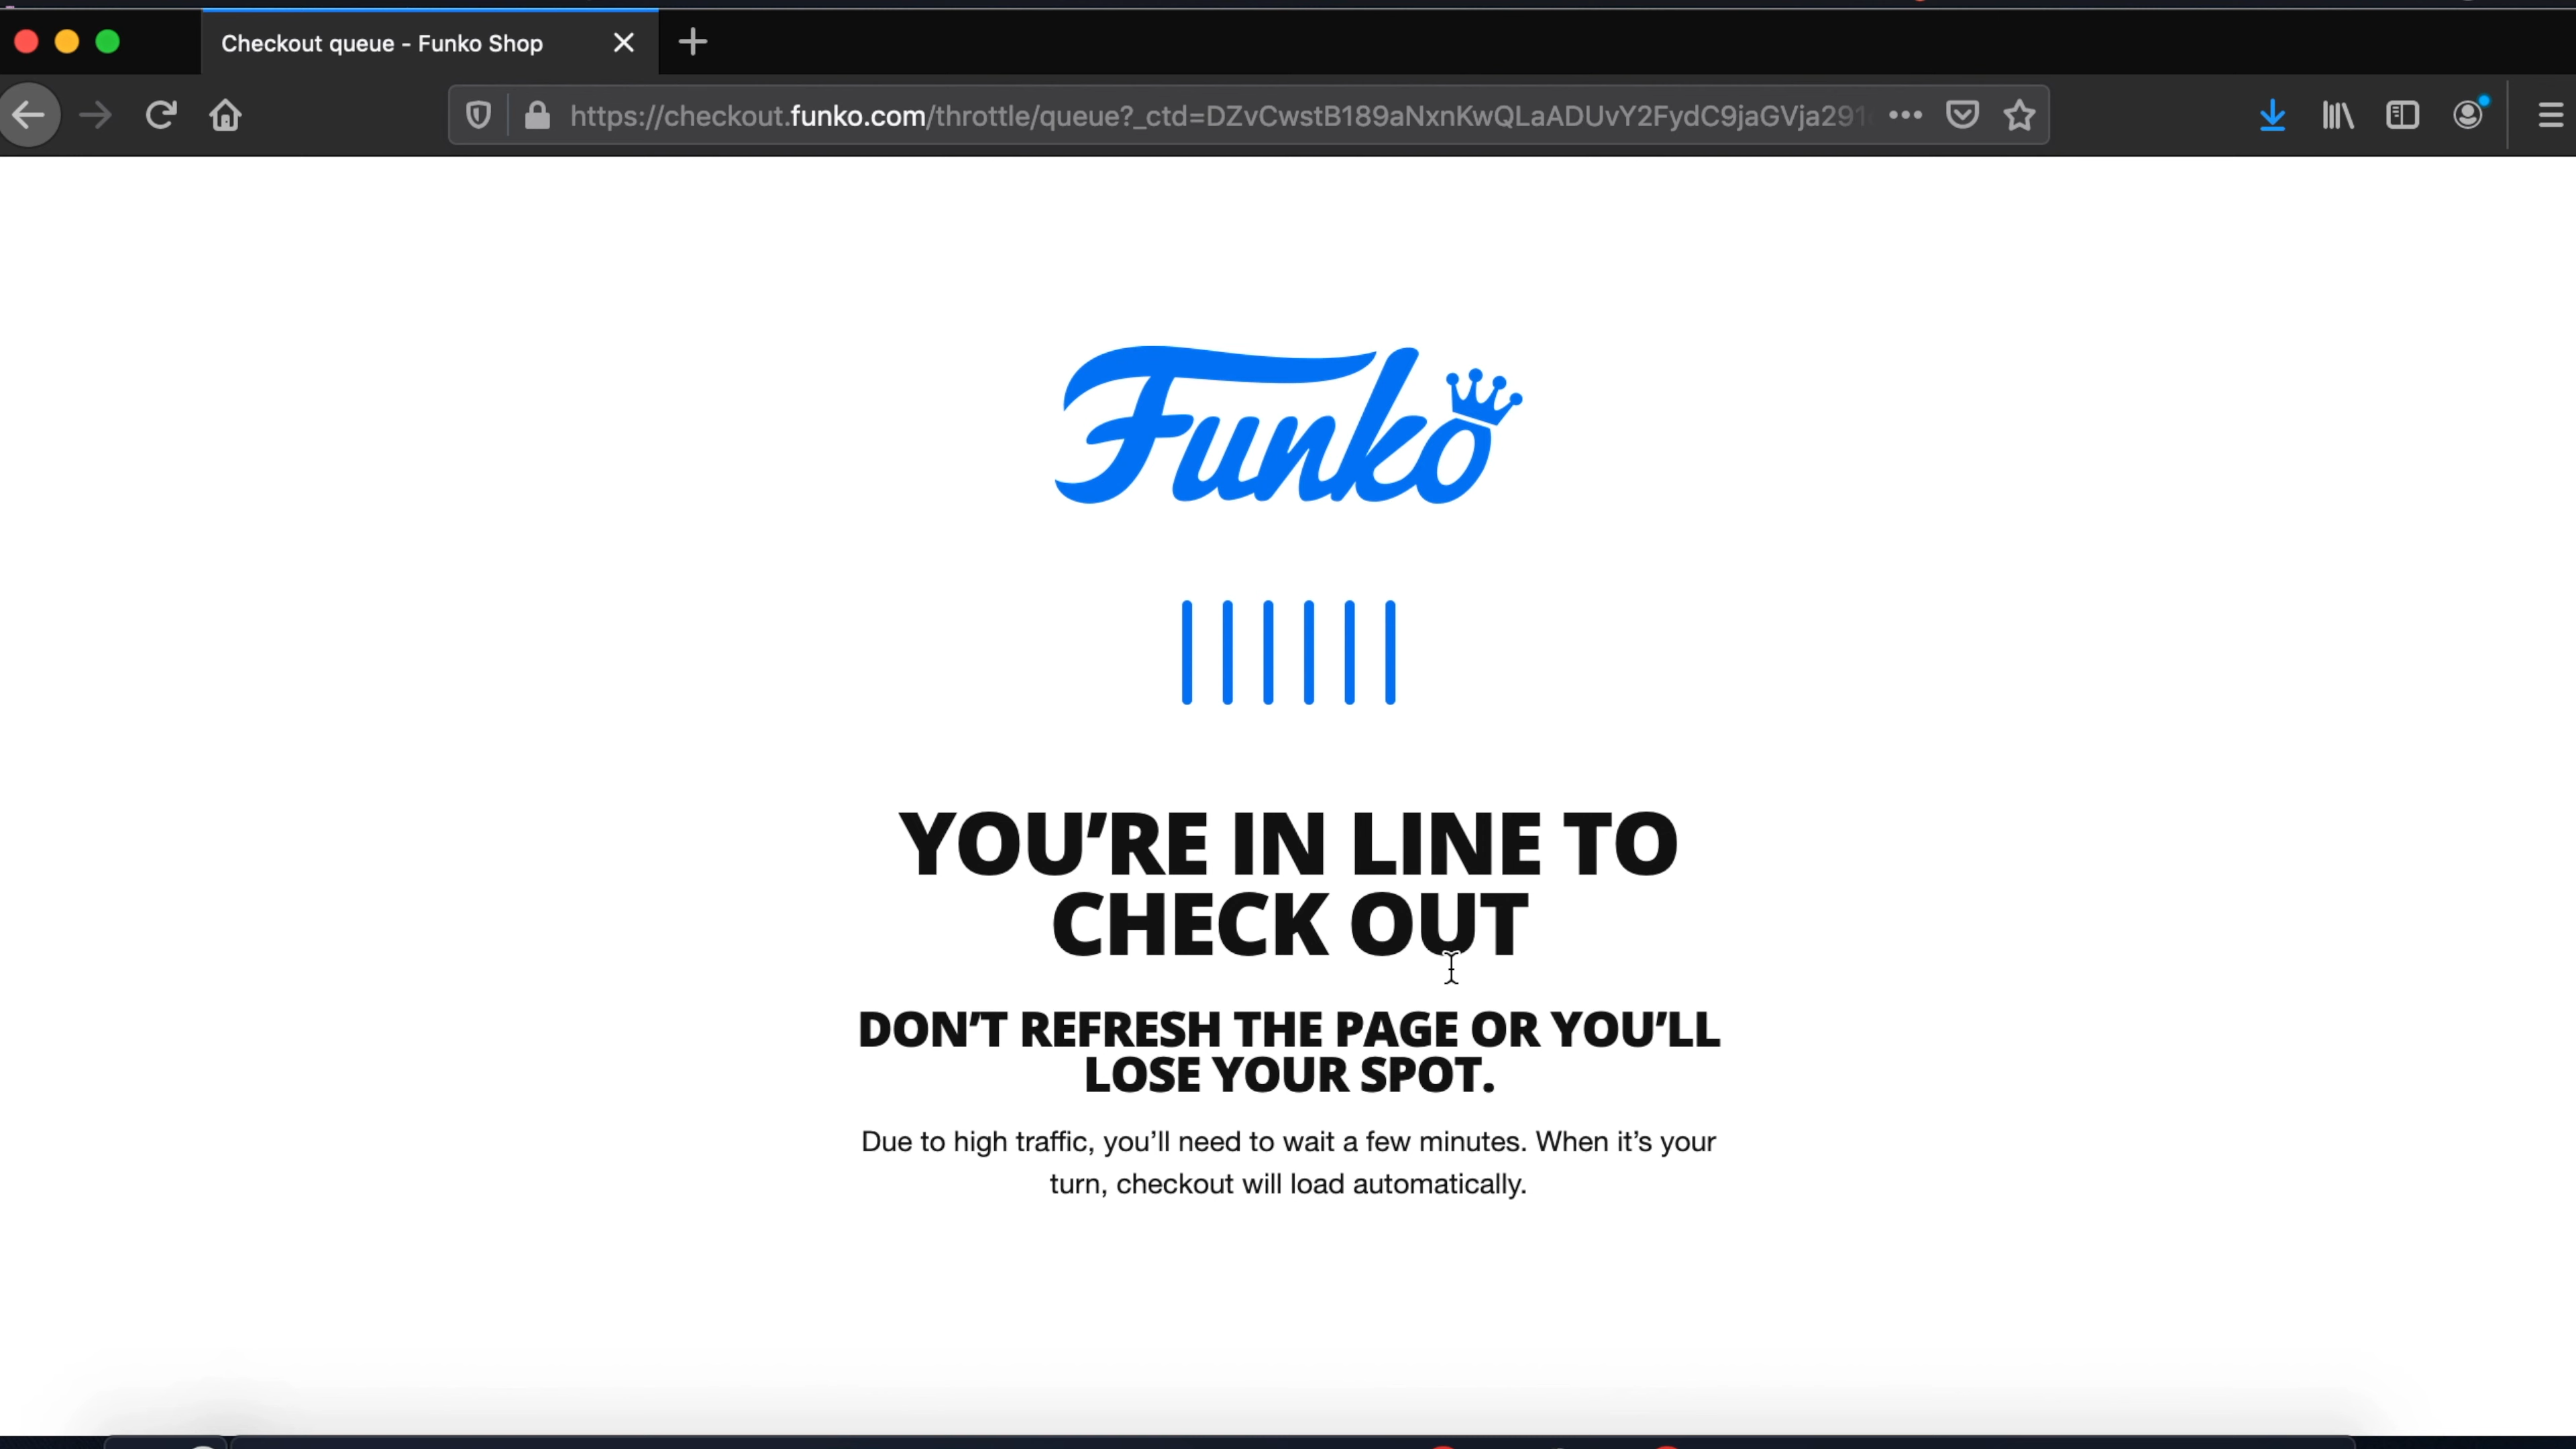 Checkout queue - Funko Shop
https://checkout.funko.com/throttle/queue?_ctd=DZvCwstB189aNxnKwQLaADUvY2FydC9jaGVja291
Funko
YOU’RE IN LINE TO
CHECK OUT
DON’T REFRESH THE PAGE OR YOU’LL
LOSE YOUR SPOT.
Due to high traffic, you’ll need to wait a few minutes. When it’s your
turn, checkout will load automatically.